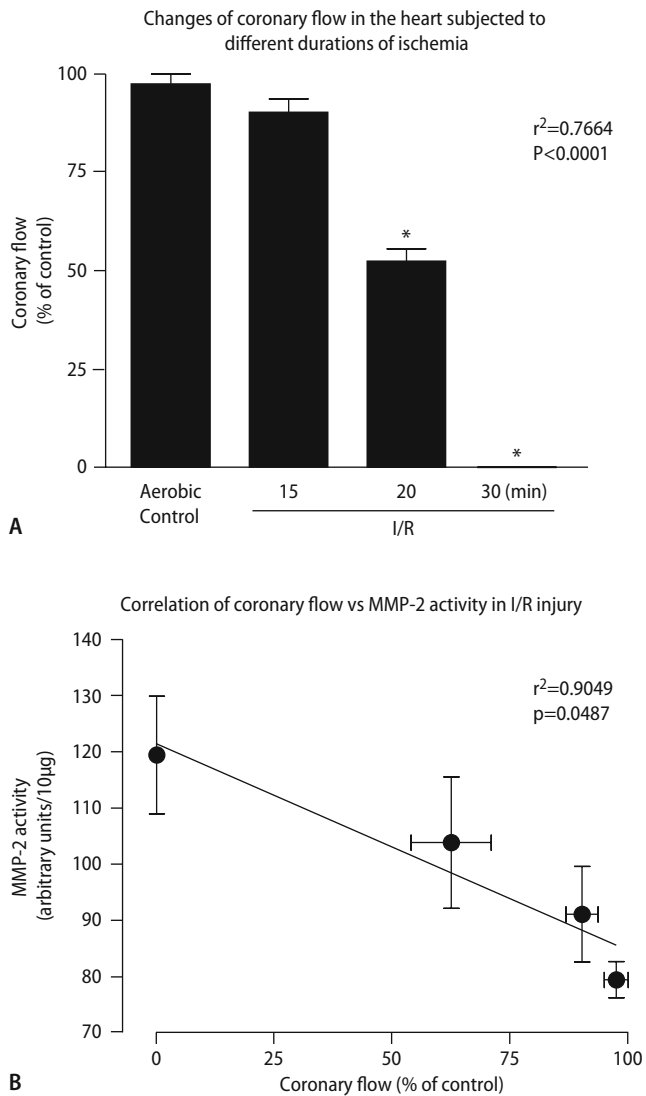 Changes of coronary flow in the heart subjected to
different durations of ischemia
Coronary flow
(% of control)
100
75
50
25
0
r²=0.7664
P<0.0001
*
*
Aerobic
Control
15
20
30 (min)
I/R
A
Correlation of coronary flow vs MMP-2 activity in I/R injury
MMP-2 activity
(arbitrary units/10µg)
140
130
120
110
100
90
80
70
r²=0.9049
p=0.0487
0
50
75
100
Coronary flow (% of control)
B